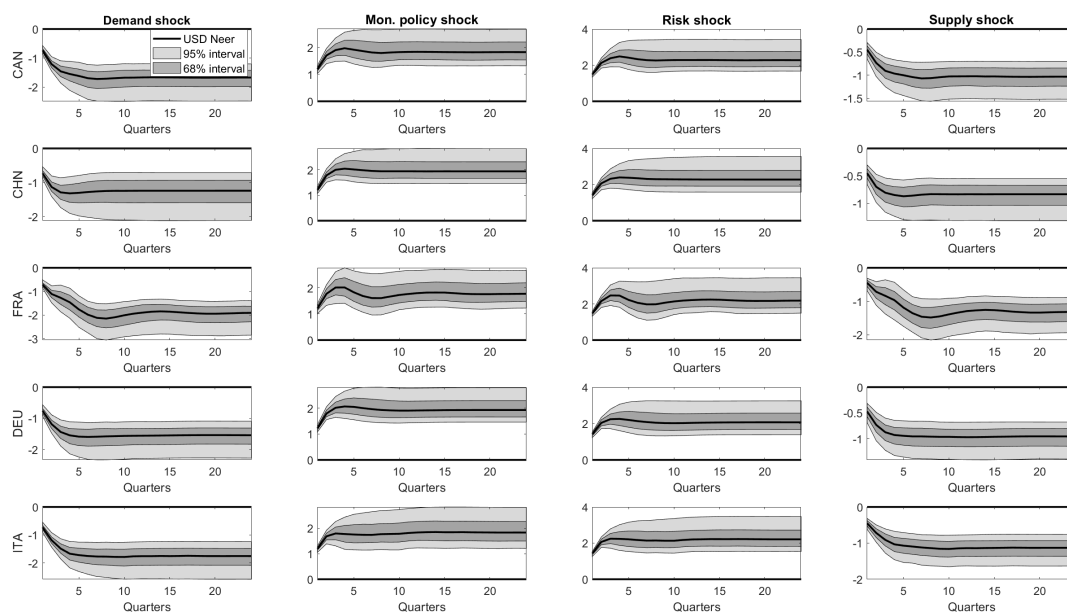 Demand shock Mon. policy shock Risk shock Supply shock
USD Neer
95% interval
68% interval
CAN
0
-1
-2
5 10 15 20
Quarters
2
1
0
5 10 15 20
Quarters
4
2
0
5 10 15 20
Quarters
0
-0.5
-1
-1.5
5 10 15 20
Quarters
CHN
0
-1
-2
5 10 15 20
Quarters
2
1
0
5 10 15 20
Quarters
4
2
0
5 10 15 20
Quarters
0
-0.5
-1
5 10 15 20
Quarters
FRA
0
-1
-2
-3
5 10 15 20
Quarters
3
2
1
0
5 10 15 20
Quarters
4
2
0
5 10 15 20
Quarters
0
-1
-2
5 10 15 20
Quarters
DEU
0
-1
-2
5 10 15 20
Quarters
2
1
0
5 10 15 20
Quarters
4
2
0
5 10 15 20
Quarters
0
-0.5
-1
5 10 15 20
Quarters
ITA
0
-1
-2
5 10 15 20
Quarters
2
1
0
5 10 15 20
Quarters
4
2
0
5 10 15 20
Quarters
0
-1
-2
5 10 15 20
Quarters